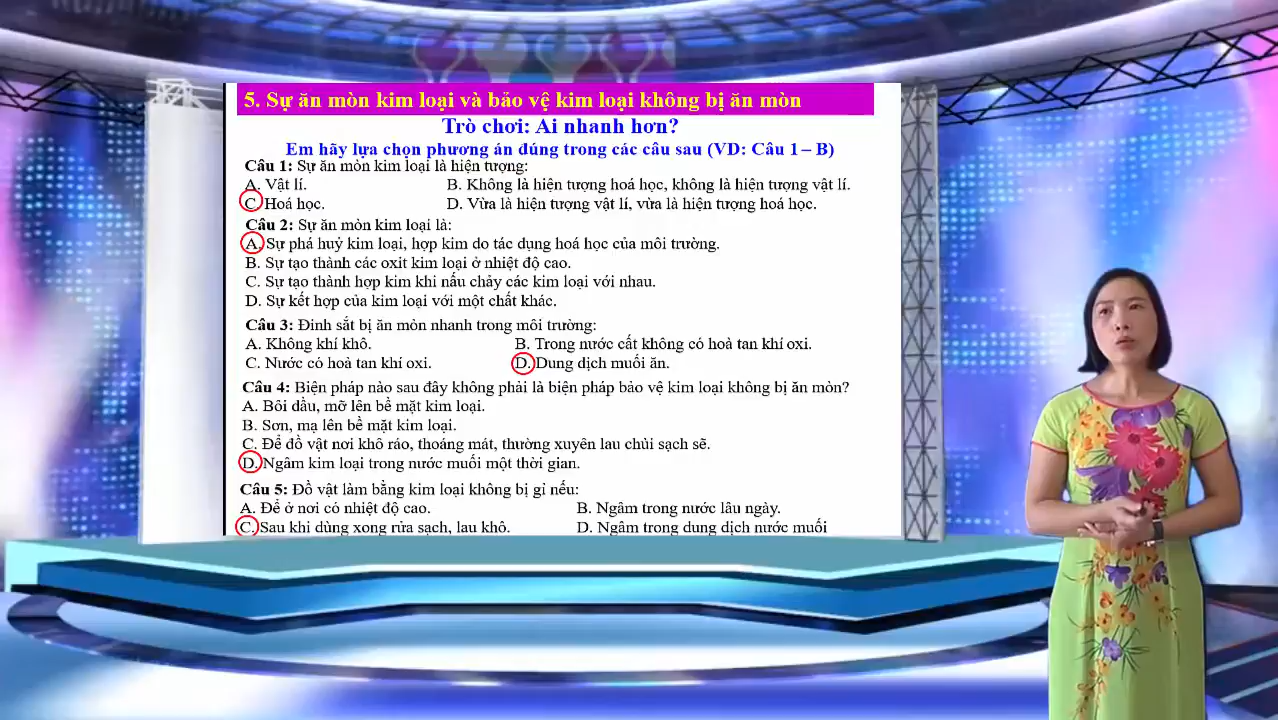 5. Sự ăn mòn kim loại và bảo vệ kim loại không bị ăn mòn
Trò chơi: Ai nhanh hơn?
Em hãy lựa chọn phương án đúng trong các câu sau (VD: Câu 1 – B)
Câu 1: Sự ăn mòn kim loại là hiện tượng:
A. Vật lí. B. Không là hiện tượng hoá học, không là hiện tượng vật lí.
C. Hoá học. D. Vừa là hiện tượng vật lí, vừa là hiện tượng hoá học.
Câu 2: Sự ăn mòn kim loại là:
A. Sự phá huỷ kim loại, hợp kim do tác dụng hoá học của môi trường.
B. Sự tạo thành các oxit kim loại ở nhiệt độ cao.
C. Sự tạo thành hợp kim khi nấu chảy các kim loại với nhau.
D. Sự kết hợp của kim loại với một chất khác.
Câu 3: Đinh sắt bị ăn mòn nhanh trong môi trường:
A. Không khí khô. B. Trong nước cất không có hoà tan khí oxi.
C. Nước có hoà tan khí oxi. D. Dung dịch muối ăn.
Câu 4: Biện pháp nào sau đây không phải là biện pháp bảo vệ kim loại không bị ăn mòn?
A. Bôi dầu, mỡ lên bề mặt kim loại.
B. Sơn, mạ lên bề mặt kim loại.
C. Để đồ vật nơi khô ráo, thoáng mát, thường xuyên lau chùi sạch sẽ.
D. Ngâm kim loại trong nước muối một thời gian.
Câu 5: Đồ vật làm bằng kim loại không bị gỉ nếu:
A. Để ở nơi có nhiệt độ cao. B. Ngâm trong nước lâu ngày.
C. Sau khi dùng xong rửa sạch, lau khô. D. Ngâm trong dung dịch nước muối